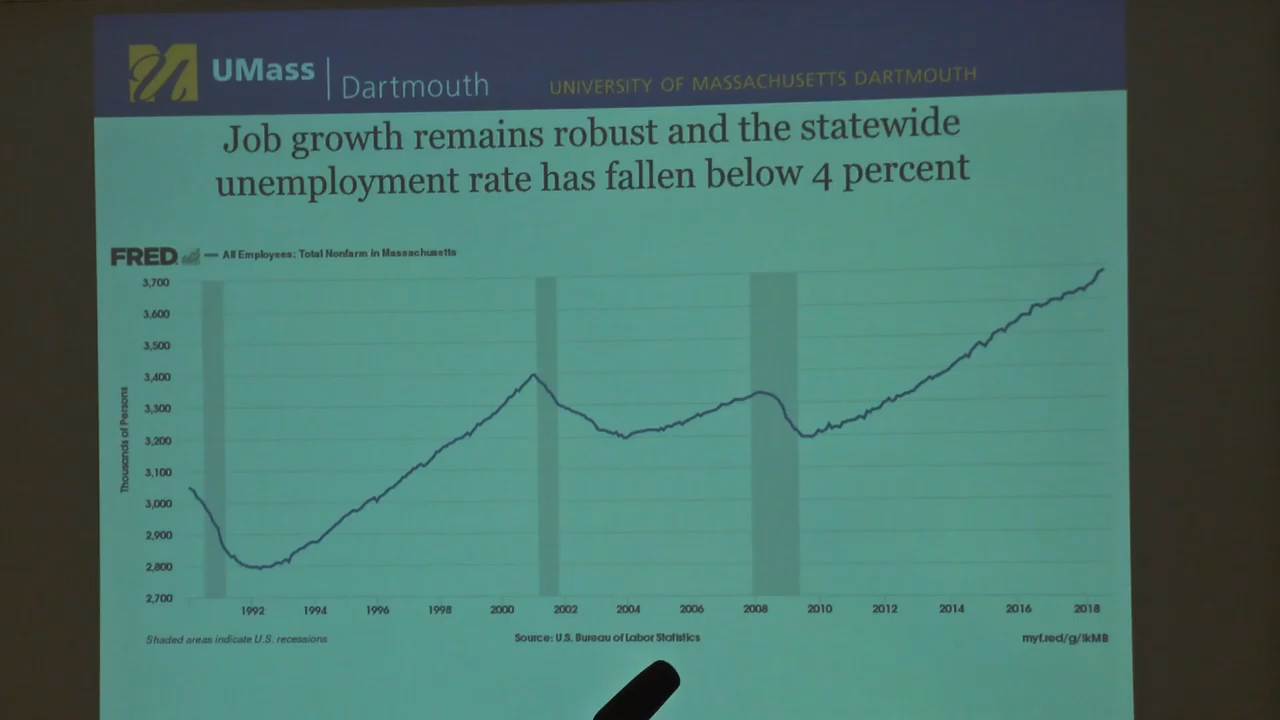 UMass Dartmouth UNIVERSITY OF MASSACHUSETTS DARTMOUTH
Job growth remains robust and the statewide
unemployment rate has fallen below 4 percent
FRED — All Employees: Total Nonfarm in Massachusetts
Thousands of Persons
3,700
3,600
3,500
3,400
3,300
3,200
3,100
3,000
2,900
2,800
2,700
1992 1994 1996 1998 2000 2002 2004 2006 2008 2010 2012 2014 2016 2018
Shaded areas indicate U.S. recessions Source: U.S. Bureau of Labor Statistics